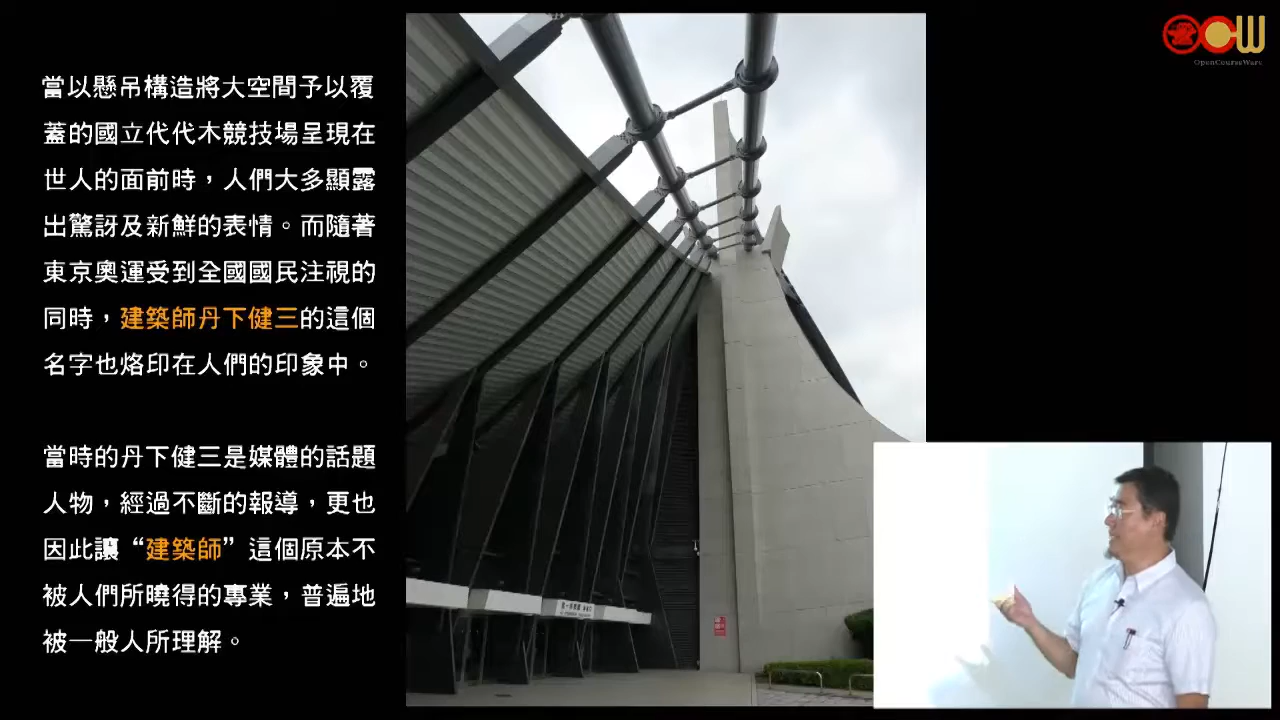 當以懸吊構造將大空間予以覆
蓋的國立代代木競技場呈現在
世人的面前時，人們大多顯露
出驚訝及新鮮的表情。而隨著
東京奧運受到全國國民注視的
同時，建築師丹下健三的這個
名字也烙印在人們的印象中。
當時的丹下健三是媒體的話題
人物，經過不斷的報導，更也
因此讓“建築師”這個原本不
被人們所曉得的專業，普遍地
被一般人所理解。
OCW
OpenCourseWare